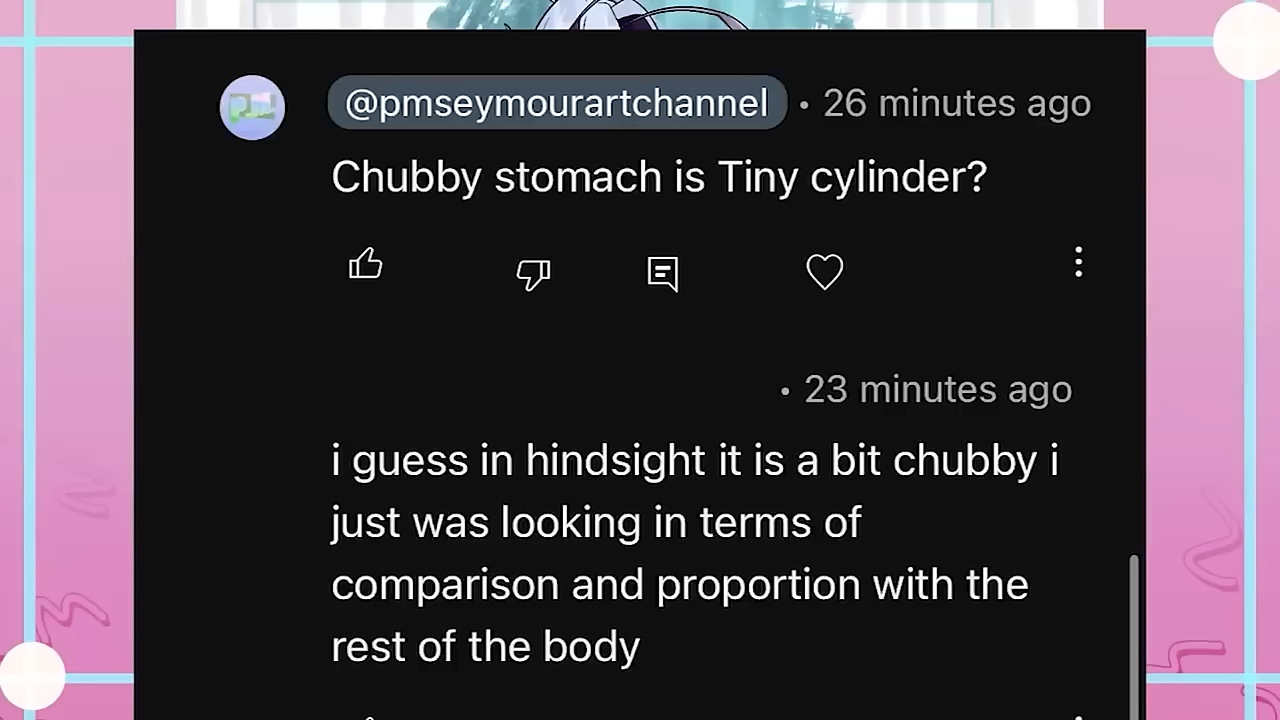 @pmseymourartchannel • 26 minutes ago
Chubby stomach is Tiny cylinder?
• 23 minutes ago
i guess in hindsight it is a bit chubby i
just was looking in terms of
comparison and proportion with the
rest of the body